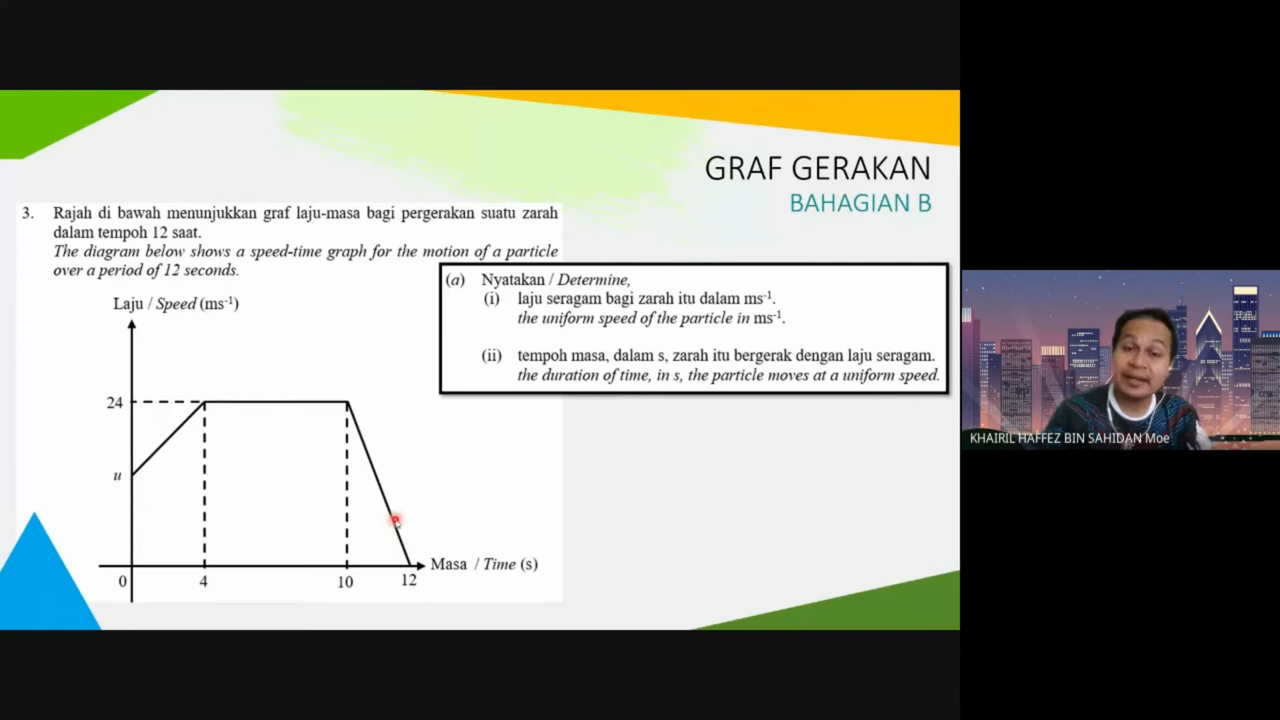 GRAF GERAKAN
BAHAGIAN B
3. Rajah di bawah menunjukkan graf laju-masa bagi pergerakan suatu zarah
dalam tempoh 12 saat.
The diagram below shows a speed-time graph for the motion of a particle
over a period of 12 seconds.
(a) Nyatakan / Determine,
(i) laju seragam bagi zarah itu dalam ms⁻¹.
the uniform speed of the particle in ms⁻¹.
(ii) tempoh masa, dalam s, zarah itu bergerak dengan laju seragam.
the duration of time, in s, the particle moves at a uniform speed.
Laju / Speed (ms⁻¹)
24
u
Masa / Time (s)
0 4 10 12
KHAIRIL HAFFEZ BIN SAHIDAN Moe